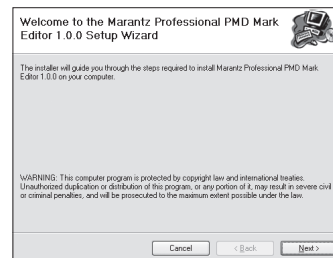 Welcome to the Marantz Professional PMD Mark
Editor 1.0.0 Setup Wizard
The installer will guide you through the steps required to install Marantz Professional PMD Mark
Editor 1.0.0 on your computer.
WARNING: This computer program is protected by copyright law and international treaties.
Unauthorized duplication or distribution of this program, or any portion of it, may result in severe civil
or criminal penalties, and will be prosecuted to the maximum extent possible under the law.
Cancel
< Back
Next >